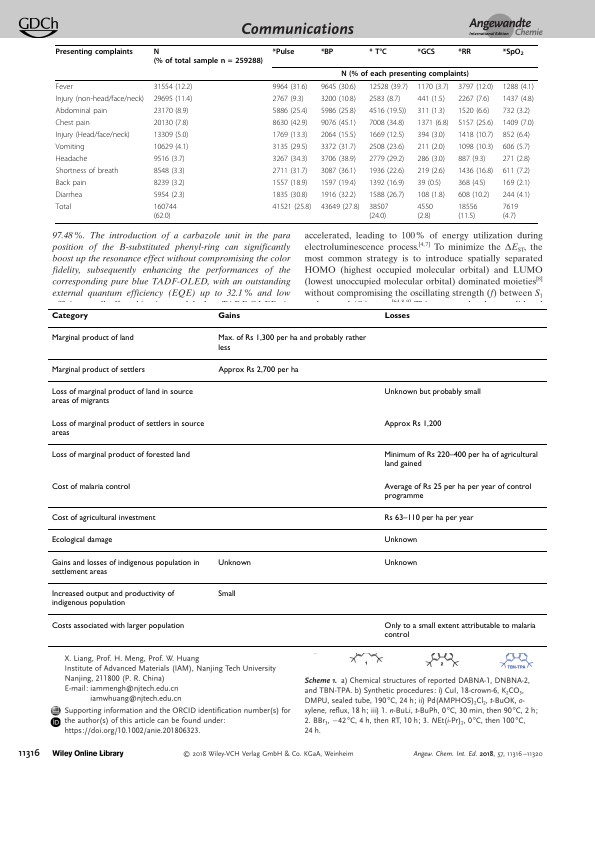 GDCh
Communications
Angewandte
International Edition Chemie
Presenting complaints N *Pulse *BP * T°C *GCS *RR *SpO2
(% of total sample n = 259288)
N (% of each presenting complaints)
Fever 31554 (12.2) 9964 (31.6) 9645 (30.6) 12528 (39.7) 1170 (3.7) 3797 (12.0) 1288 (4.1)
Injury (non-head/face/neck) 29695 (11.4) 2767 (9.3) 3200 (10.8) 2583 (8.7) 441 (1.5) 2267 (7.6) 1437 (4.8)
Abdominal pain 23170 (8.9) 5886 (25.4) 5986 (25.8) 4516 (19.5)) 311 (1.3) 1520 (6.6) 732 (3.2)
Chest pain 20130 (7.8) 8630 (42.9) 9076 (45.1) 7008 (34.8) 1371 (6.8) 5157 (25.6) 1409 (7.0)
Injury (Head/face/neck) 13309 (5.0) 1769 (13.3) 2064 (15.5) 1669 (12.5) 394 (3.0) 1418 (10.7) 852 (6.4)
Vomiting 10629 (4.1) 3135 (29.5) 3372 (31.7) 2508 (23.6) 211 (2.0) 1098 (10.3) 606 (5.7)
Headache 9516 (3.7) 3267 (34.3) 3706 (38.9) 2779 (29.2) 286 (3.0) 887 (9.3) 271 (2.8)
Shortness of breath 8548 (3.3) 2711 (31.7) 3087 (36.1) 1936 (22.6) 219 (2.6) 1436 (16.8) 611 (7.2)
Back pain 8239 (3.2) 1557 (18.9) 1597 (19.4) 1392 (16.9) 39 (0.5) 368 (4.5) 169 (2.1)
Diarrhea 5954 (2.3) 1835 (30.8) 1916 (32.2) 1588 (26.7) 108 (1.8) 608 (10.2) 244 (4.1)
Total 160744 41521 (25.8) 43649 (27.8) 38507 4550 18556 7619
(62.0) (24.0) (2.8) (11.5) (4.7)
97.48 %. The introduction of a carbazole unit in the para
position of the B-substituted phenyl-ring can significantly
boost up the resonance effect without compromising the color
fidelity, subsequently enhancing the performances of the
corresponding pure blue TADF-OLED, with an outstanding
external quantum efficiency (EQE) up to 32.1 % and low
accelerated, leading to 100 % of energy utilization during
electroluminescence process.[4,7] To minimize the ΔEST, the
most common strategy is to introduce spatially separated
HOMO (highest occupied molecular orbital) and LUMO
(lowest unoccupied molecular orbital) dominated moieties[8]
without compromising the oscillating strength (f) between S1
Category Gains Losses
Marginal product of land Max. of Rs 1,300 per ha and probably rather
less
Marginal product of settlers Approx Rs 2,700 per ha
Loss of marginal product of land in source Unknown but probably small
areas of migrants
Loss of marginal product of settlers in source Approx Rs 1,200
areas
Loss of marginal product of forested land Minimum of Rs 220–400 per ha of agricultural
land gained
Cost of malaria control Average of Rs 25 per ha per year of control
programme
Cost of agricultural investment Rs 63–110 per ha per year
Ecological damage Unknown
Gains and losses of indigenous population in Unknown Unknown
settlement areas
Increased output and productivity of Small
indigenous population
Costs associated with larger population Only to a small extent attributable to malaria
control
X. Liang, Prof. H. Meng, Prof. W. Huang
Institute of Advanced Materials (IAM), Nanjing Tech University
Nanjing, 211800 (P. R. China)
E-mail: iammengh@njtech.edu.cn
iamwhuang@njtech.edu.cn
Supporting information and the ORCID identification number(s) for
the author(s) of this article can be found under:
https://doi.org/10.1002/anie.201806323.
1 2 TBN-TPA
Scheme 1. a) Chemical structures of reported DABNA-1, DNBNA-2,
and TBN-TPA. b) Synthetic procedures: i) CuI, 18-crown-6, K2CO3,
DMPU, sealed tube, 190°C, 24 h; ii) Pd(AMPHOS)2Cl2, t-BuOK, o-
xylene, reflux, 18 h; iii) 1. n-BuLi, t-BuPh, 0°C, 30 min, then 90°C, 2 h;
2. BBr3, −42°C, 4 h, then RT, 10 h; 3. NEt(i-Pr)2, 0°C, then 100°C,
24 h.
11316 Wiley Online Library © 2018 Wiley-VCH Verlag GmbH & Co. KGaA, Weinheim Angew. Chem. Int. Ed. 2018, 57, 11316–11320